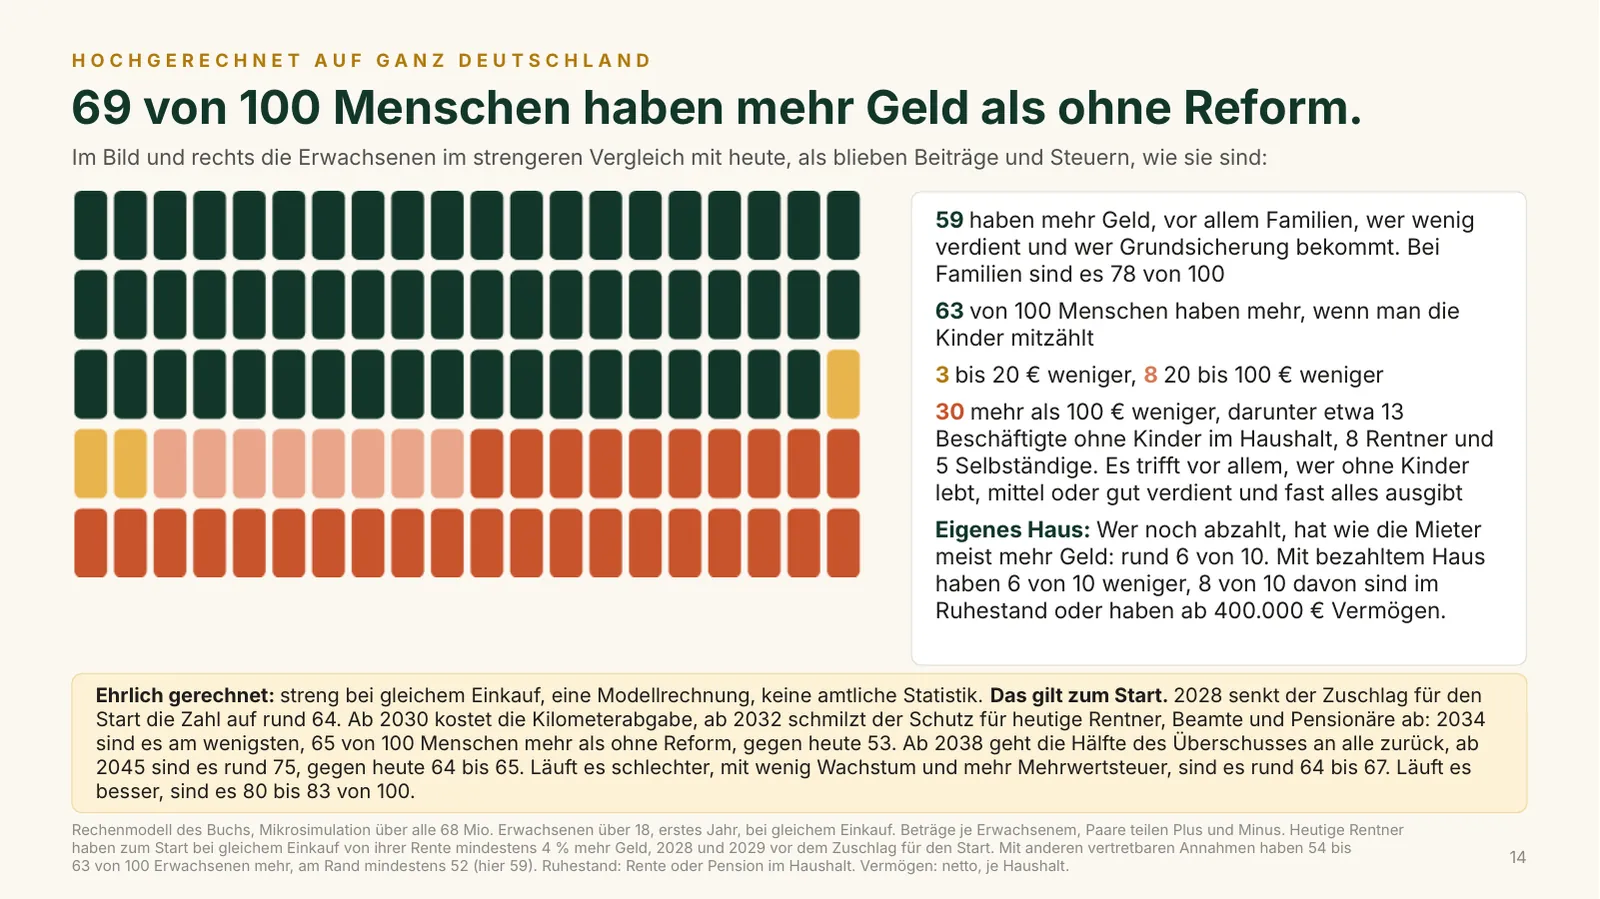 HOCHGERECHNET AUF GANZ DEUTSCHLAND
69 von 100 Menschen haben mehr Geld als ohne Reform.
Im Bild und rechts die Erwachsenen im strengeren Vergleich mit heute, als blieben Beiträge und Steuern, wie sie sind:
59 haben mehr Geld, vor allem Familien, wer wenig
verdient und wer Grundsicherung bekommt. Bei
Familien sind es 78 von 100
63 von 100 Menschen haben mehr, wenn man die
Kinder mitzählt
3 bis 20 € weniger, 8 20 bis 100 € weniger
30 mehr als 100 € weniger, darunter etwa 13
Beschäftigte ohne Kinder im Haushalt, 8 Rentner und
5 Selbständige. Es trifft vor allem, wer ohne Kinder
lebt, mittel oder gut verdient und fast alles ausgibt
Eigenes Haus: Wer noch abzahlt, hat wie die Mieter
meist mehr Geld: rund 6 von 10. Mit bezahltem Haus
haben 6 von 10 weniger, 8 von 10 davon sind im
Ruhestand oder haben ab 400.000 € Vermögen.
Ehrlich gerechnet: streng bei gleichem Einkauf, eine Modellrechnung, keine amtliche Statistik. Das gilt zum Start. 2028 senkt der Zuschlag für den
Start die Zahl auf rund 64. Ab 2030 kostet die Kilometerabgabe, ab 2032 schmilzt der Schutz für heutige Rentner, Beamte und Pensionäre ab: 2034
sind es am wenigsten, 65 von 100 Menschen mehr als ohne Reform, gegen heute 53. Ab 2038 geht die Hälfte des Überschusses an alle zurück, ab
2045 sind es rund 75, gegen heute 64 bis 65. Läuft es schlechter, mit wenig Wachstum und mehr Mehrwertsteuer, sind es rund 64 bis 67. Läuft es
besser, sind es 80 bis 83 von 100.
Rechenmodell des Buchs, Mikrosimulation über alle 68 Mio. Erwachsenen über 18, erstes Jahr, bei gleichem Einkauf. Beträge je Erwachsenem, Paare teilen Plus und Minus. Heutige Rentner
haben zum Start bei gleichem Einkauf von ihrer Rente mindestens 4 % mehr Geld, 2028 und 2029 vor dem Zuschlag für den Start. Mit anderen vertretbaren Annahmen haben 54 bis
63 von 100 Erwachsenen mehr, am Rand mindestens 52 (hier 59). Ruhestand: Rente oder Pension im Haushalt. Vermögen: netto, je Haushalt.
14